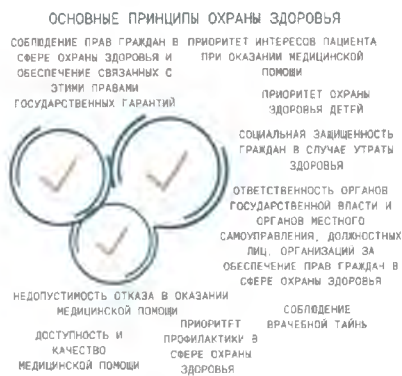 ОСНОВНЫЕ ПРИНЦИПЫ ОХРАНЫ ЗДОРОВЬЯ
СОБЛЮДЕНИЕ ПРАВ ГРАЖДАН В
СФЕРЕ ОХРАНЫ ЗДОРОВЬЯ И
ОБЕСПЕЧЕНИЕ СВЯЗАННЫХ С
ЭТИМИ ПРАВАМИ
ГОСУДАРСТВЕННЫХ ГАРАНТИЙ
ПРИОРИТЕТ ИНТЕРЕСОВ ПАЦИЕНТА
ПРИ ОКАЗАНИИ МЕДИЦИНСКОЙ
ПОМОЩИ
ПРИОРИТЕТ ОХРАНЫ
ЗДОРОВЬЯ ДЕТЕЙ
СОЦИАЛЬНАЯ ЗАЩИЩЕННОСТЬ
ГРАЖДАН В СЛУЧАЕ УТРАТЫ
ЗДОРОВЬЯ
ОТВЕТСТВЕННОСТЬ ОРГАНОВ
ГОСУДАРСТВЕННОЙ ВЛАСТИ И
ОРГАНОВ МЕСТНОГО
САМОУПРАВЛЕНИЯ, ДОЛЖНОСТНЫХ
ЛИЦ, ОРГАНИЗАЦИЙ ЗА
ОБЕСПЕЧЕНИЕ ПРАВ ГРАЖДАН В
СФЕРЕ ОХРАНЫ ЗДОРОВЬЯ
НЕДОПУСТИМОСТЬ ОТКАЗА В ОКАЗАНИИ
МЕДИЦИНСКОЙ ПОМОЩИ
СОБЛЮДЕНИЕ
ВРАЧЕБНОЙ ТАЙНЫ
ПРИОРИТЕТ
ПРОФИЛАКТИКИ В
СФЕРЕ ОХРАНЫ
ЗДОРОВЬЯ
ДОСТУПНОСТЬ И
КАЧЕСТВО
МЕДИЦИНСКОЙ ПОМОЩИ